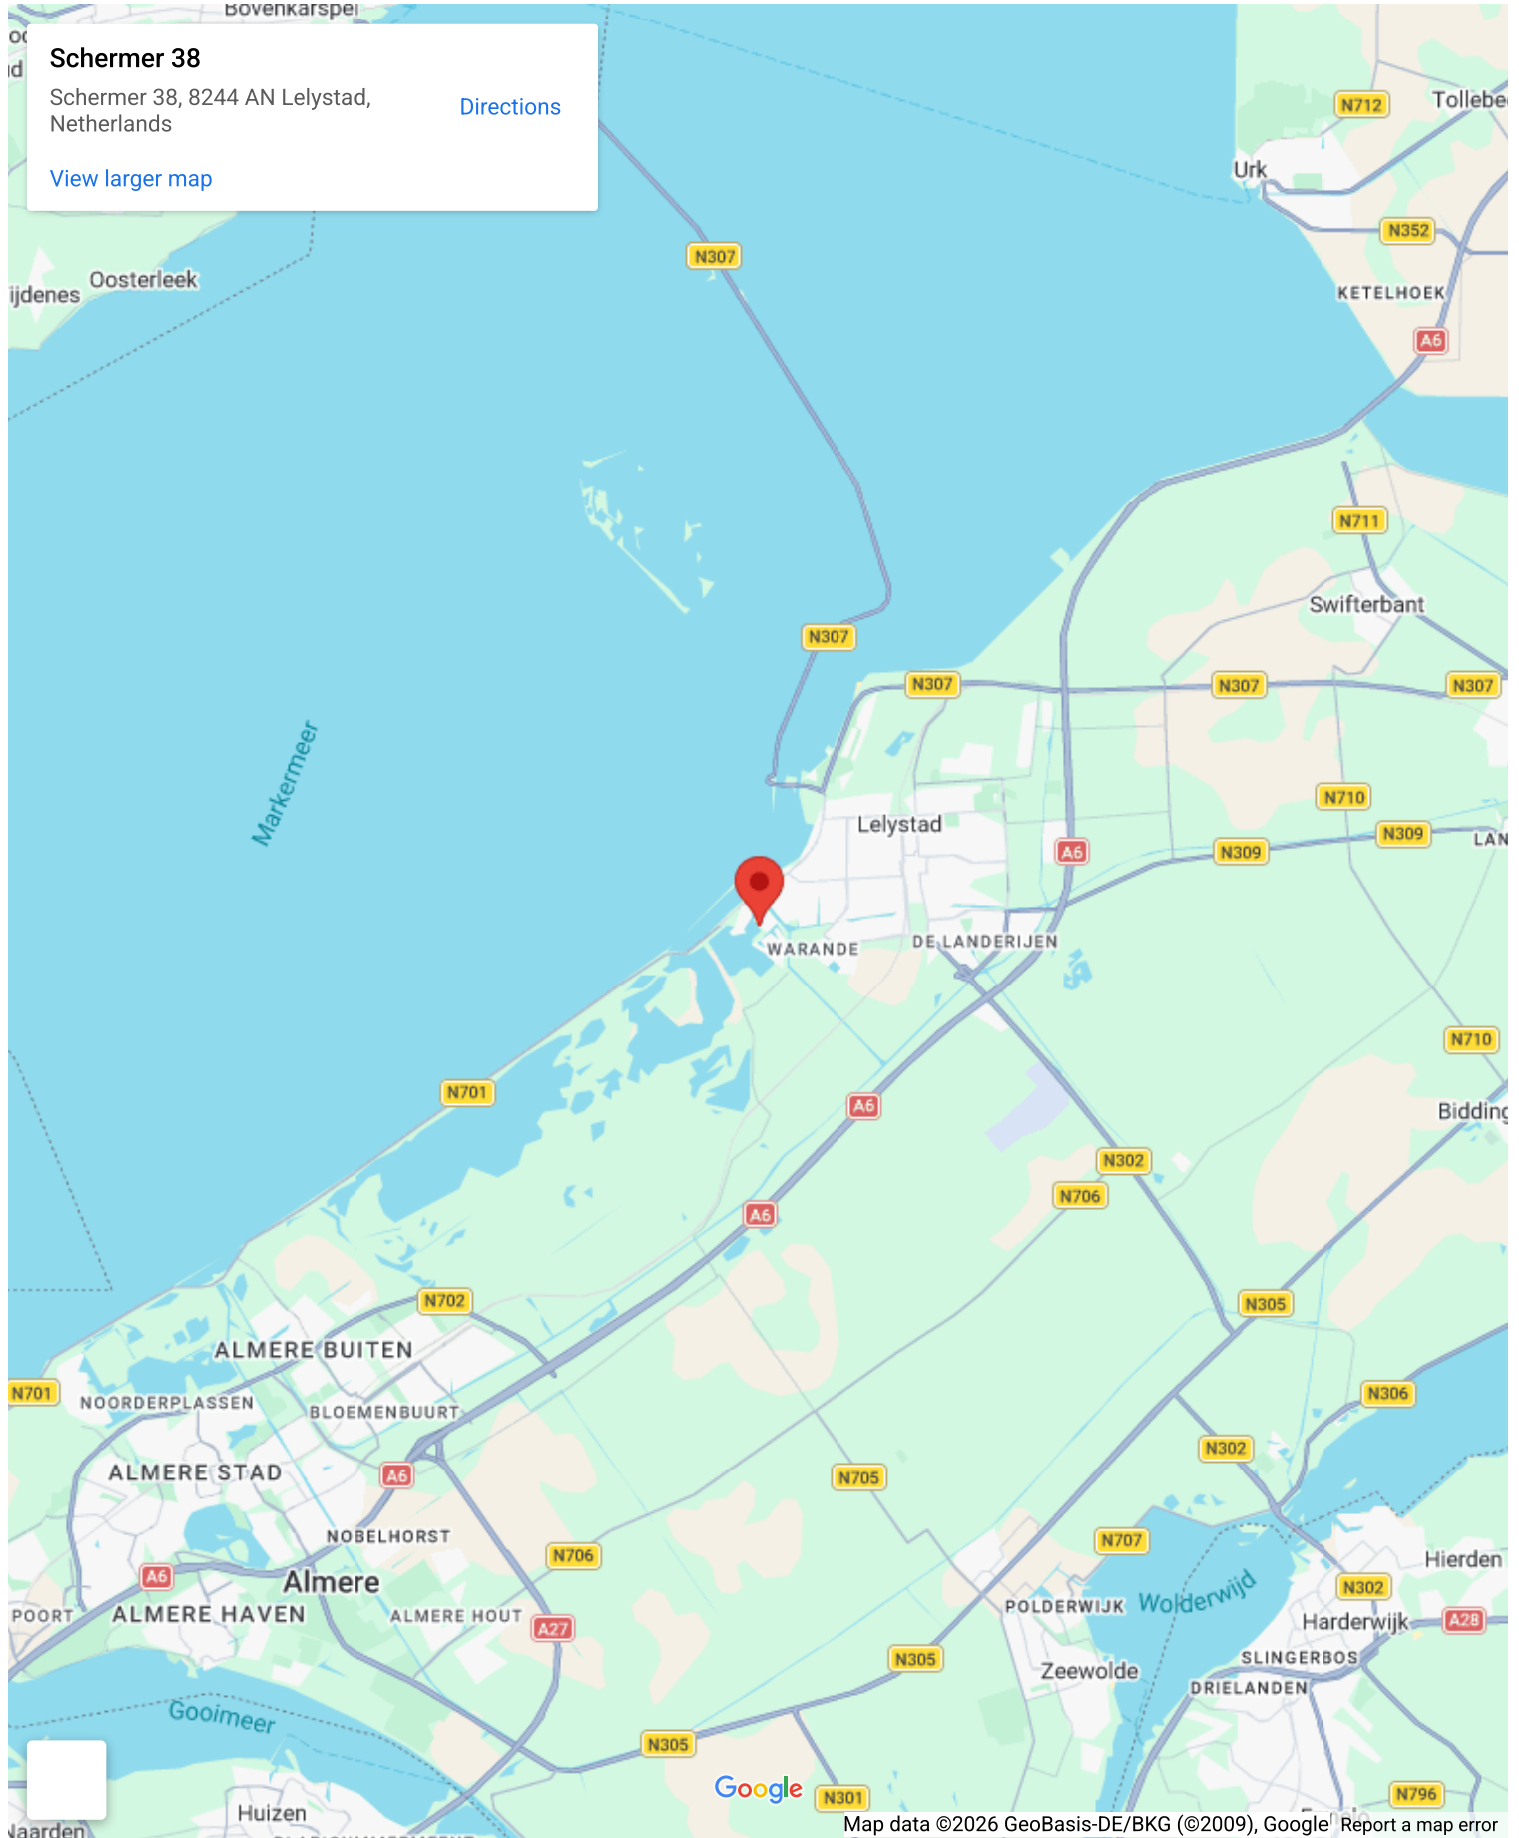 Bovenkarspel
Schermer 38
Schermer 38, 8244 AN Lelystad,
Netherlands
Directions
View larger map
N712
Tollebe
Urk
N352
N307
Oosterleek
ijdenes
KETELHOEK
A6
N711
Swifterbant
N307
N307
N307
N307
Markermeer
N710
Lelystad
N309
LAN
A6
N309
WARANDE
DE LANDERIJEN
N710
N701
A6
Bidding
N302
N706
A6
N702
N305
ALMERE BUITEN
N701
NOORDERPLASSEN
N306
BLOEMENBUURT
N302
ALMERE STAD
A6
N705
NOBELHORST
N707
N706
Hierden
A6
Almere
N302
Wolderwijd
POORT
ALMERE HAVEN
ALMERE HOUT
POLDERWIJK
A27
Harderwijk
A28
N305
SLINGERBOS
Zeewolde
DRIELANDEN
Gooimeer
N305
Google
N301
N796
Huizen
Naarden
Map data ©2026 GeoBasis-DE/BKG (©2009), Google
Report a map error